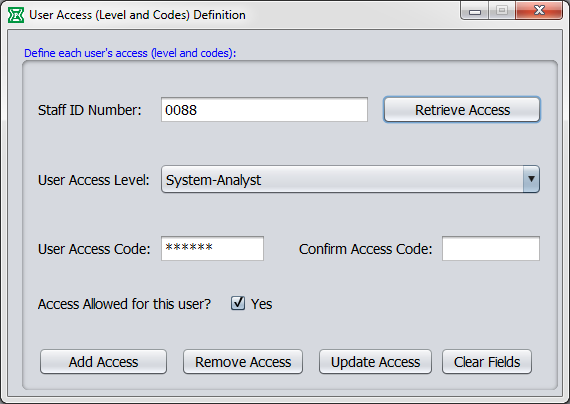 User Access (Level and Codes) Definition
Define each user's access (level and codes):
Staff ID Number: 0088 Retrieve Access
User Access Level: System-Analyst
User Access Code: ****** Confirm Access Code:
Access Allowed for this user? Yes
Add Access Remove Access Update Access Clear Fields